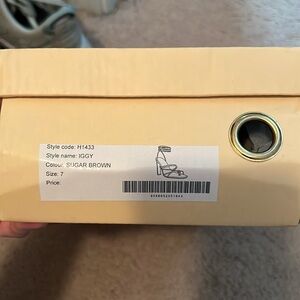 Style code: H1433
Style name: IGGY
Colour: SUGAR BROWN
Size: 7
Price: